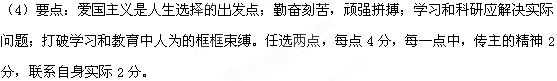 （4）要点：爱国主义是人生选择的出发点；勤奋刻苦，顽强拼搏；学习和科研应解决实际
问题；打破学习和教育中人为的框框束缚。任选两点，每点 4 分，每一点中，传主的精神 2
分，联系自身实际 2 分。